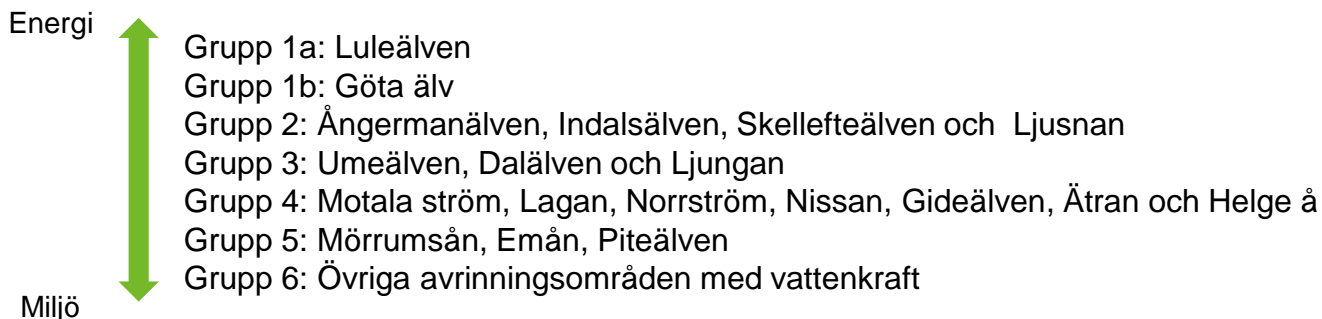 Energi
Grupp 1a: Luleälven
Grupp 1b: Göta älv
Grupp 2: Ångermanälven, Indalsälven, Skellefteälven och Ljusnan
Grupp 3: Umeälven, Dalälven och Ljungan
Grupp 4: Motala ström, Lagan, Norrström, Nissan, Gideälven, Ätran och Helge å
Grupp 5: Mörrumsån, Emån, Piteälven
Grupp 6: Övriga avrinningsområden med vattenkraft
Miljö